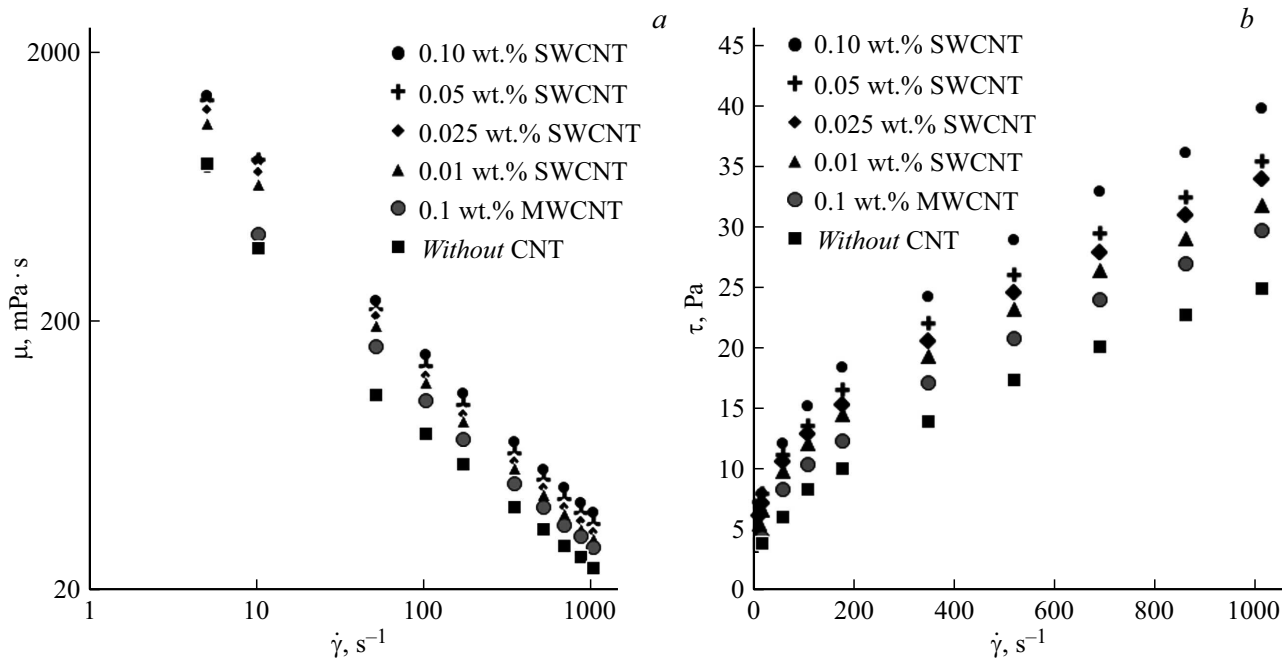 a
2000
200
20
μ, mPa · s
0.10 wt.% SWCNT
0.05 wt.% SWCNT
0.025 wt.% SWCNT
0.01 wt.% SWCNT
0.1 wt.% MWCNT
Without CNT
1 10 100 1000
γ̇, s⁻¹
b
45
40
35
30
25
20
15
10
5
0
τ, Pa
0.10 wt.% SWCNT
0.05 wt.% SWCNT
0.025 wt.% SWCNT
0.01 wt.% SWCNT
0.1 wt.% MWCNT
Without CNT
0 200 400 600 800 1000
γ̇, s⁻¹